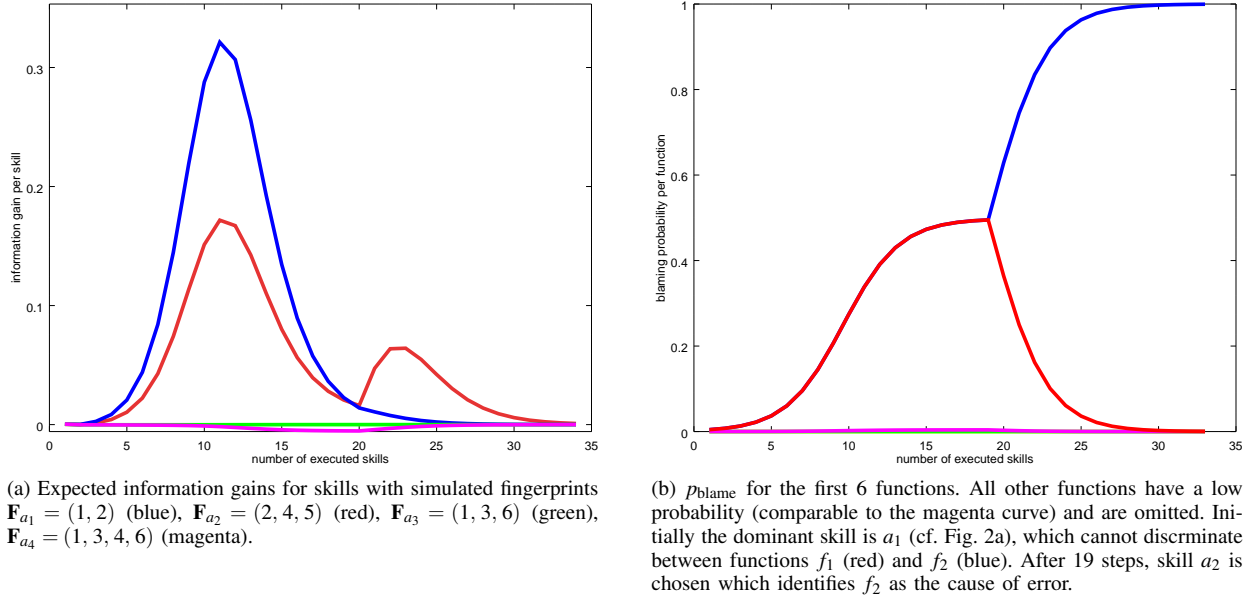 0.3
0.2
0.1
0
0 5 10 15 20 25 30 35
information gain per skill
number of executed skills
1
0.8
0.6
0.4
0.2
0
0 5 10 15 20 25 30 35
blaming probability per function
number of executed skills
(a) Expected information gains for skills with simulated fingerprints
F_{a_1} = (1, 2) (blue), F_{a_2} = (2, 4, 5) (red), F_{a_3} = (1, 3, 6) (green),
F_{a_4} = (1, 3, 4, 6) (magenta).
(b) p_{blame} for the first 6 functions. All other functions have a low
probability (comparable to the magenta curve) and are omitted. Ini-
tially the dominant skill is a_1 (cf. Fig. 2a), which cannot discrminate
between functions f_1 (red) and f_2 (blue). After 19 steps, skill a_2 is
chosen which identifies f_2 as the cause of error.